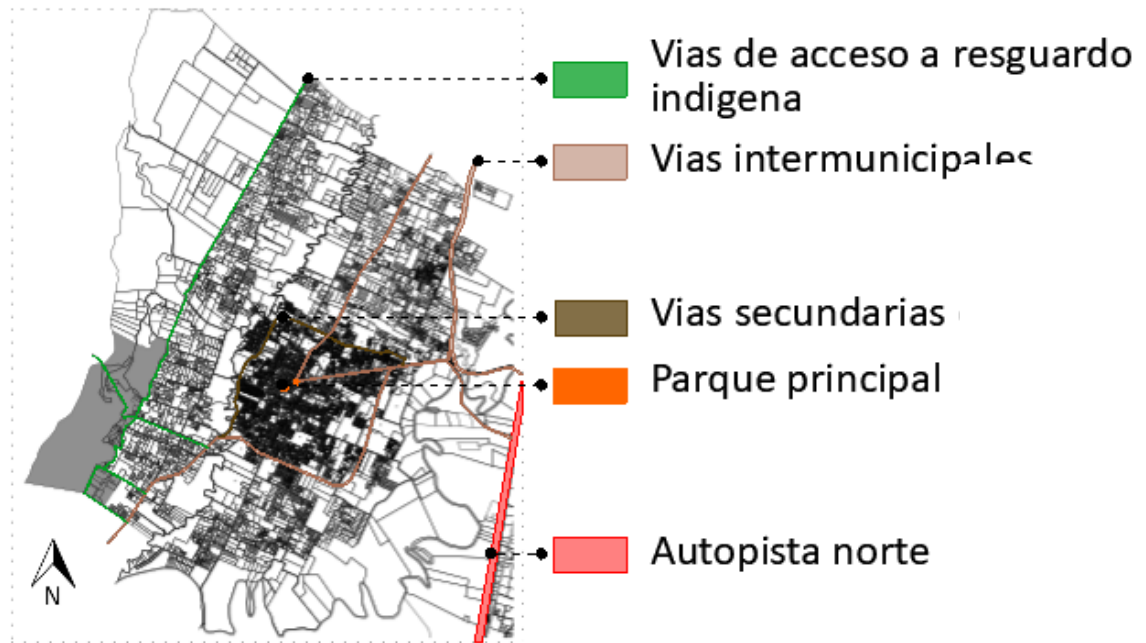 Vias de acceso a resguardo
indigena
Vias intermunicipales
Vias secundarias
Parque principal
Autopista norte
N